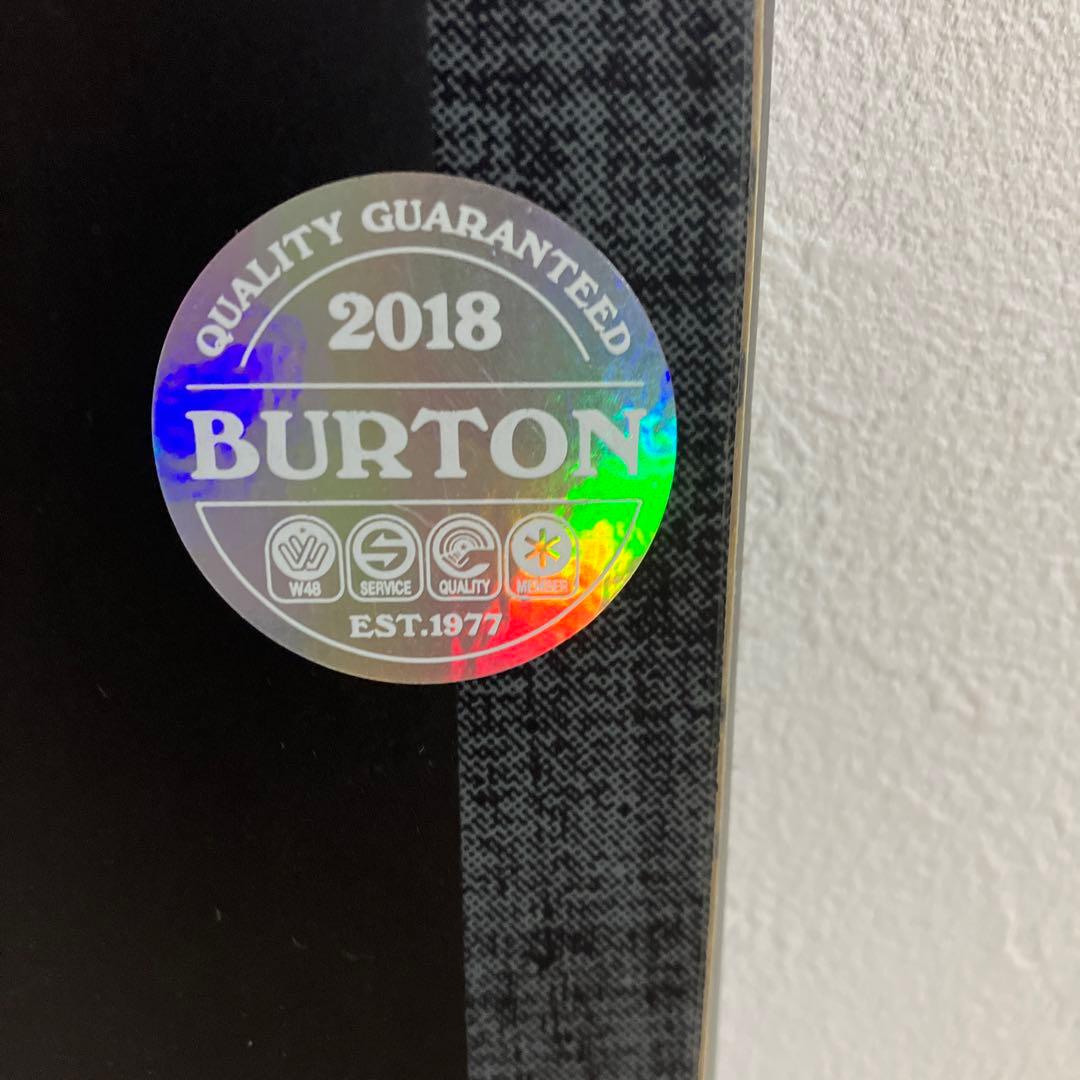 QUALITY GUARANTEED
2018
BURTON
W48 SERVICE QUALITY MEMBER
EST.1977